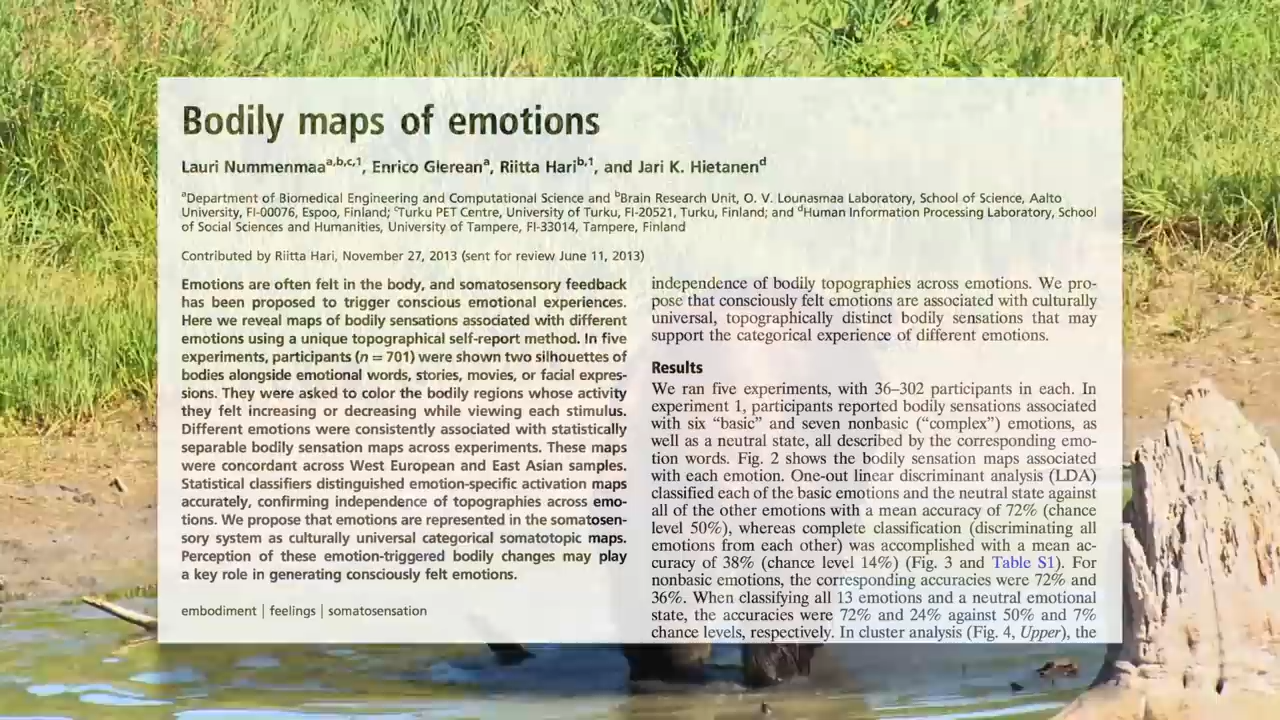 Bodily maps of emotions
Lauri Nummenmaaa,b,c,1, Enrico Glereana, Riitta Harib,1, and Jari K. Hietanend
aDepartment of Biomedical Engineering and Computational Science and bBrain Research Unit, O. V. Lounasmaa Laboratory, School of Science, Aalto
University, FI-00076, Espoo, Finland; cTurku PET Centre, University of Turku, FI-20521, Turku, Finland; and dHuman Information Processing Laboratory, School
of Social Sciences and Humanities, University of Tampere, FI-33014, Tampere, Finland
Contributed by Riitta Hari, November 27, 2013 (sent for review June 11, 2013)
Emotions are often felt in the body, and somatosensory feedback
has been proposed to trigger conscious emotional experiences.
Here we reveal maps of bodily sensations associated with different
emotions using a unique topographical self-report method. In five
experiments, participants (n = 701) were shown two silhouettes of
bodies alongside emotional words, stories, movies, or facial expres-
sions. They were asked to color the bodily regions whose activity
they felt increasing or decreasing while viewing each stimulus.
Different emotions were consistently associated with statistically
separable bodily sensation maps across experiments. These maps
were concordant across West European and East Asian samples.
Statistical classifiers distinguished emotion-specific activation maps
accurately, confirming independence of topographies across emo-
tions. We propose that emotions are represented in the somatosen-
sory system as culturally universal categorical somatotopic maps.
Perception of these emotion-triggered bodily changes may play
a key role in generating consciously felt emotions.
embodiment | feelings | somatosensation
independence of bodily topographies across emotions. We pro-
pose that consciously felt emotions are associated with culturally
universal, topographically distinct bodily sensations that may
support the categorical experience of different emotions.
Results
We ran five experiments, with 36–302 participants in each. In
experiment 1, participants reported bodily sensations associated
with six “basic” and seven nonbasic (“complex”) emotions, as
well as a neutral state, all described by the corresponding emo-
tion words. Fig. 2 shows the bodily sensation maps associated
with each emotion. One-out linear discriminant analysis (LDA)
classified each of the basic emotions and the neutral state against
all of the other emotions with a mean accuracy of 72% (chance
level 50%), whereas complete classification (discriminating all
emotions from each other) was accomplished with a mean ac-
curacy of 38% (chance level 14%) (Fig. 3 and Table S1). For
nonbasic emotions, the corresponding accuracies were 72% and
36%. When classifying all 13 emotions and a neutral emotional
state, the accuracies were 72% and 24% against 50% and 7%
chance levels, respectively. In cluster analysis (Fig. 4, Upper), the